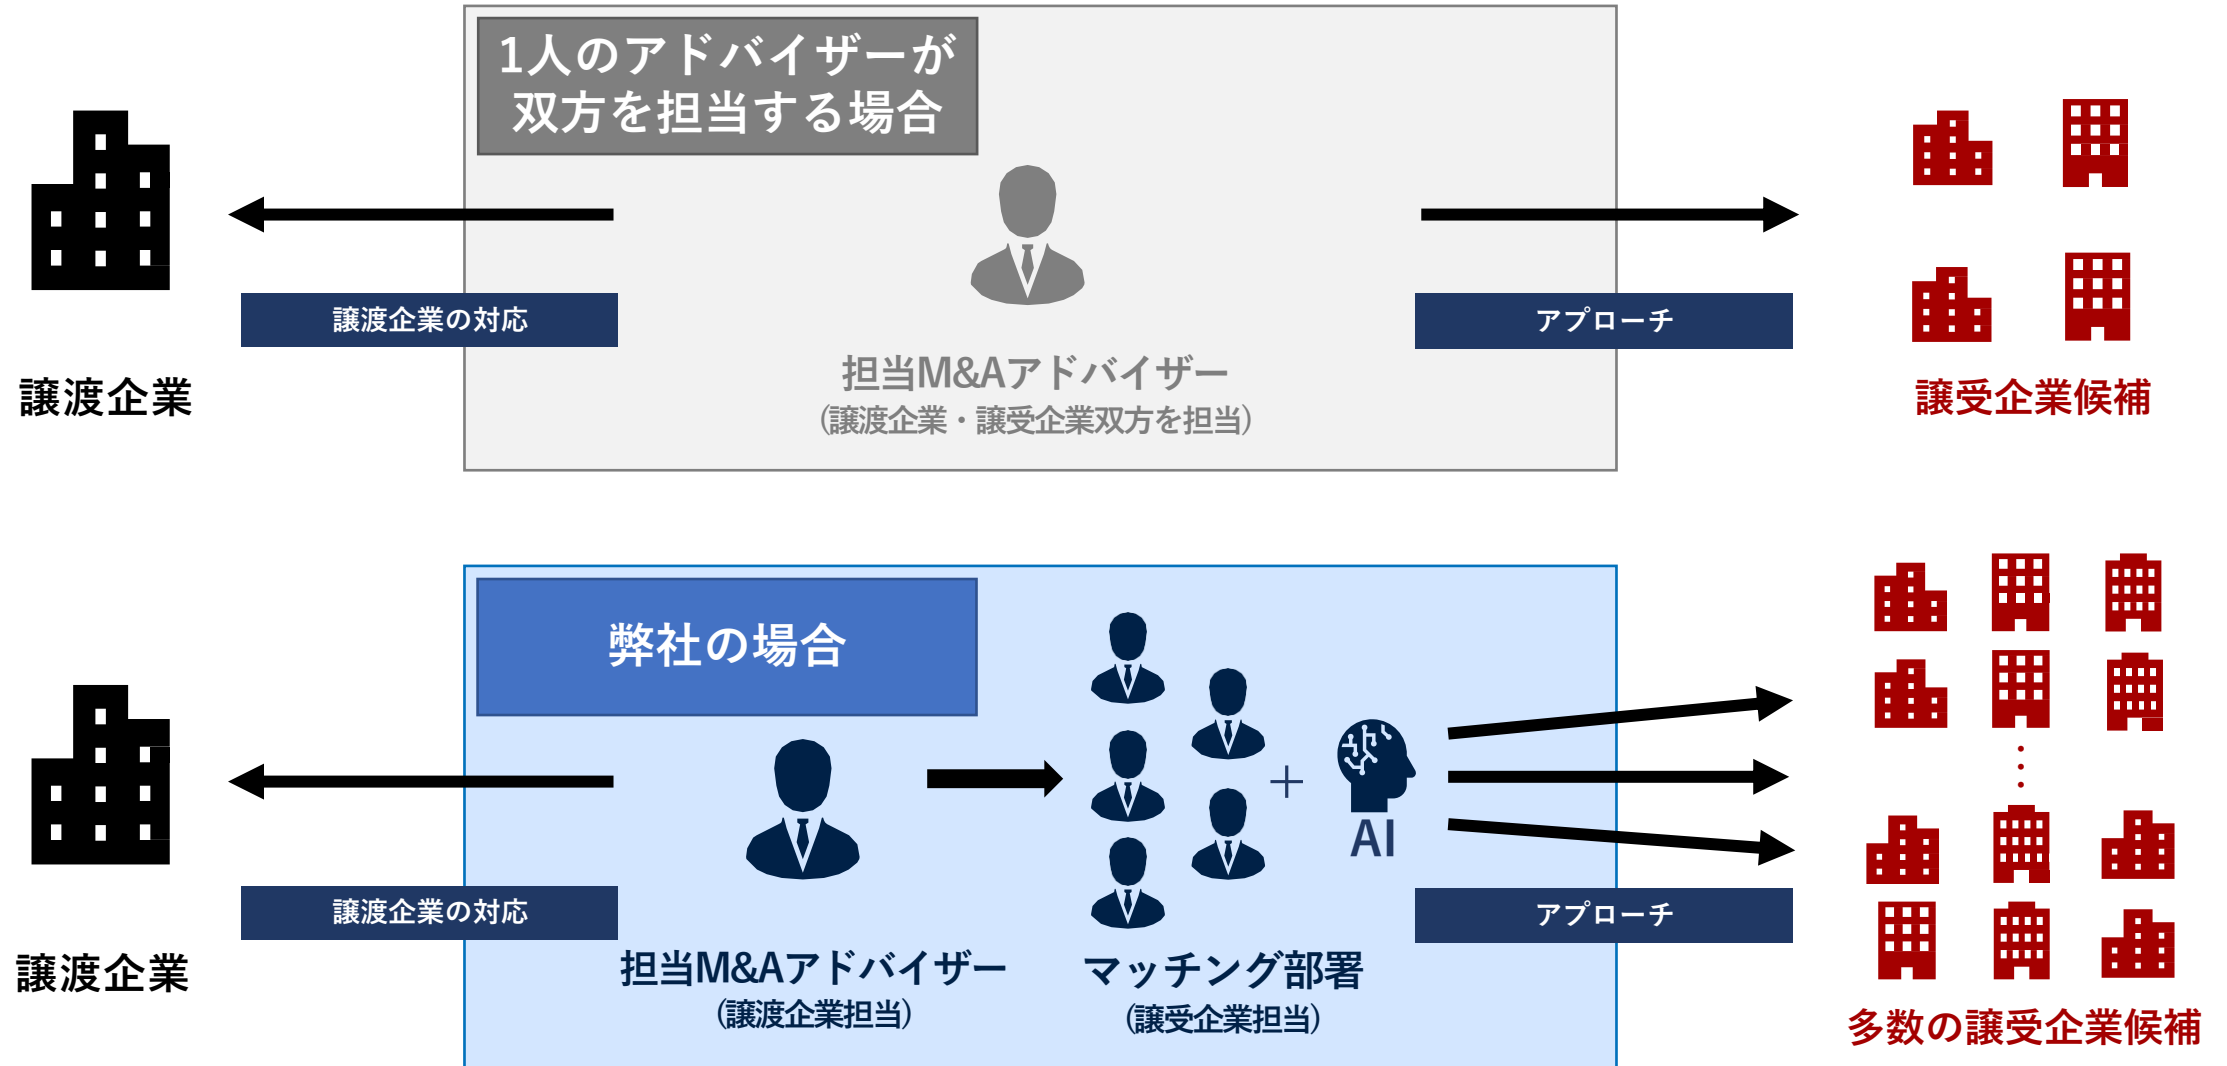 1人のアドバイザーが
双方を担当する場合
譲渡企業の対応
アプローチ
担当M&Aアドバイザー
(譲渡企業・譲受企業双方を担当)
譲渡企業
譲受企業候補
弊社の場合
+
AI
譲渡企業の対応
アプローチ
担当M&Aアドバイザー
(譲渡企業担当)
マッチング部署
(譲受企業担当)
譲渡企業
多数の譲受企業候補